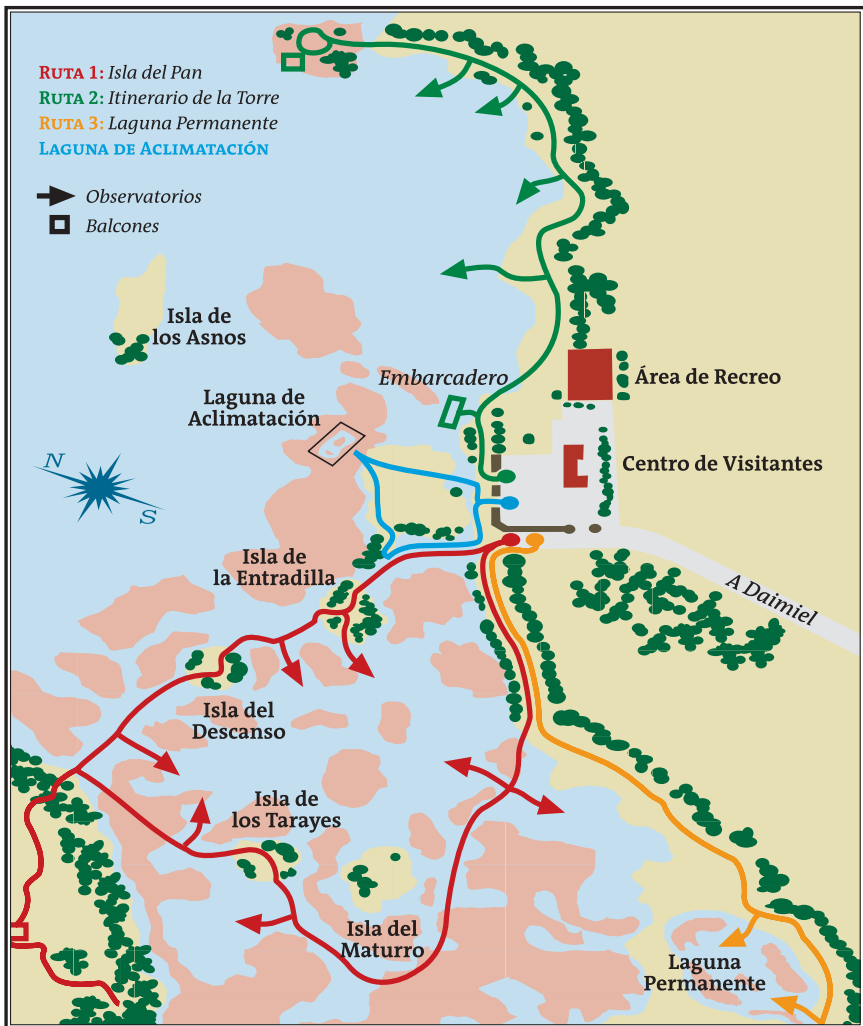 RUTA 1: Isla del Pan
RUTA 2: Itinerario de la Torre
RUTA 3: Laguna Permanente
LAGUNA DE ACLIMATACIÓN
Observatorios
Balcones
Isla de
los Asnos
Embarcadero
Área de Recreo
Laguna de
Aclimatación
Centro de Visitantes
N
S
Isla de
la Entradilla
A Daimiel
Isla del
Descanso
Isla de
los Tarayes
Isla del
Maturro
Laguna
Permanente